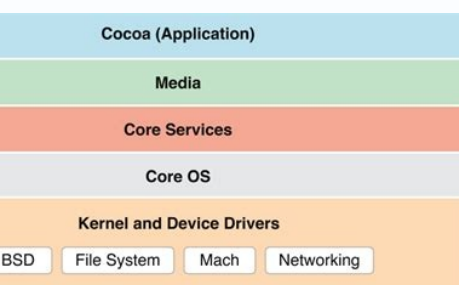 Cocoa (Application)
Media
Core Services
Core OS
Kernel and Device Drivers
BSD File System Mach Networking